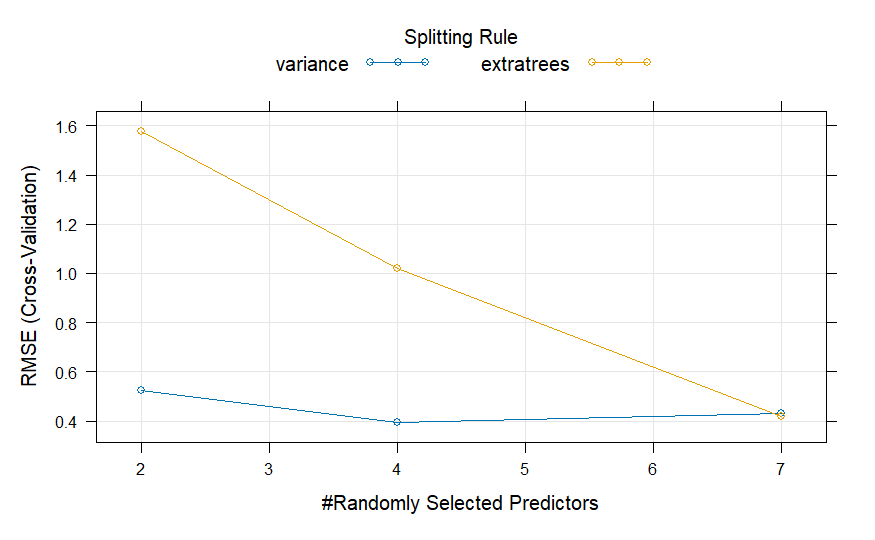 Splitting Rule
variance extratrees
1.6
1.4
1.2
1.0
0.8
0.6
0.4
RMSE (Cross-Validation)
2 3 4 5 6 7
#Randomly Selected Predictors